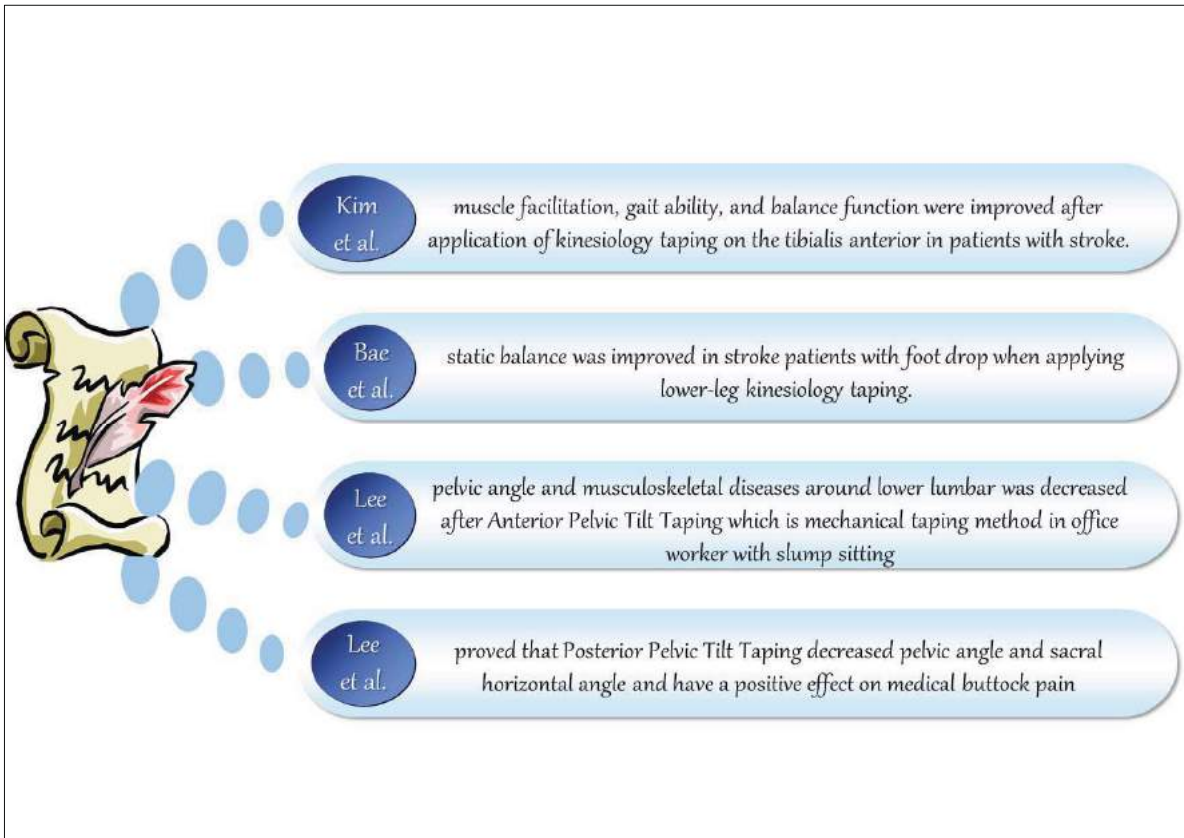 Kim
et al.
muscle facilitation, gait ability, and balance function were improved after
application of kinesiology taping on the tibialis anterior in patients with stroke.
Bae
et al.
static balance was improved in stroke patients with foot drop when applying
lower-leg kinesiology taping.
Lee
et al.
pelvic angle and musculoskeletal diseases around lower lumbar was decreased
after Anterior Pelvic Tilt Taping which is mechanical taping method in office
worker with slump sitting
Lee
et al.
proved that Posterior Pelvic Tilt Taping decreased pelvic angle and sacral
horizontal angle and have a positive effect on medical buttock pain